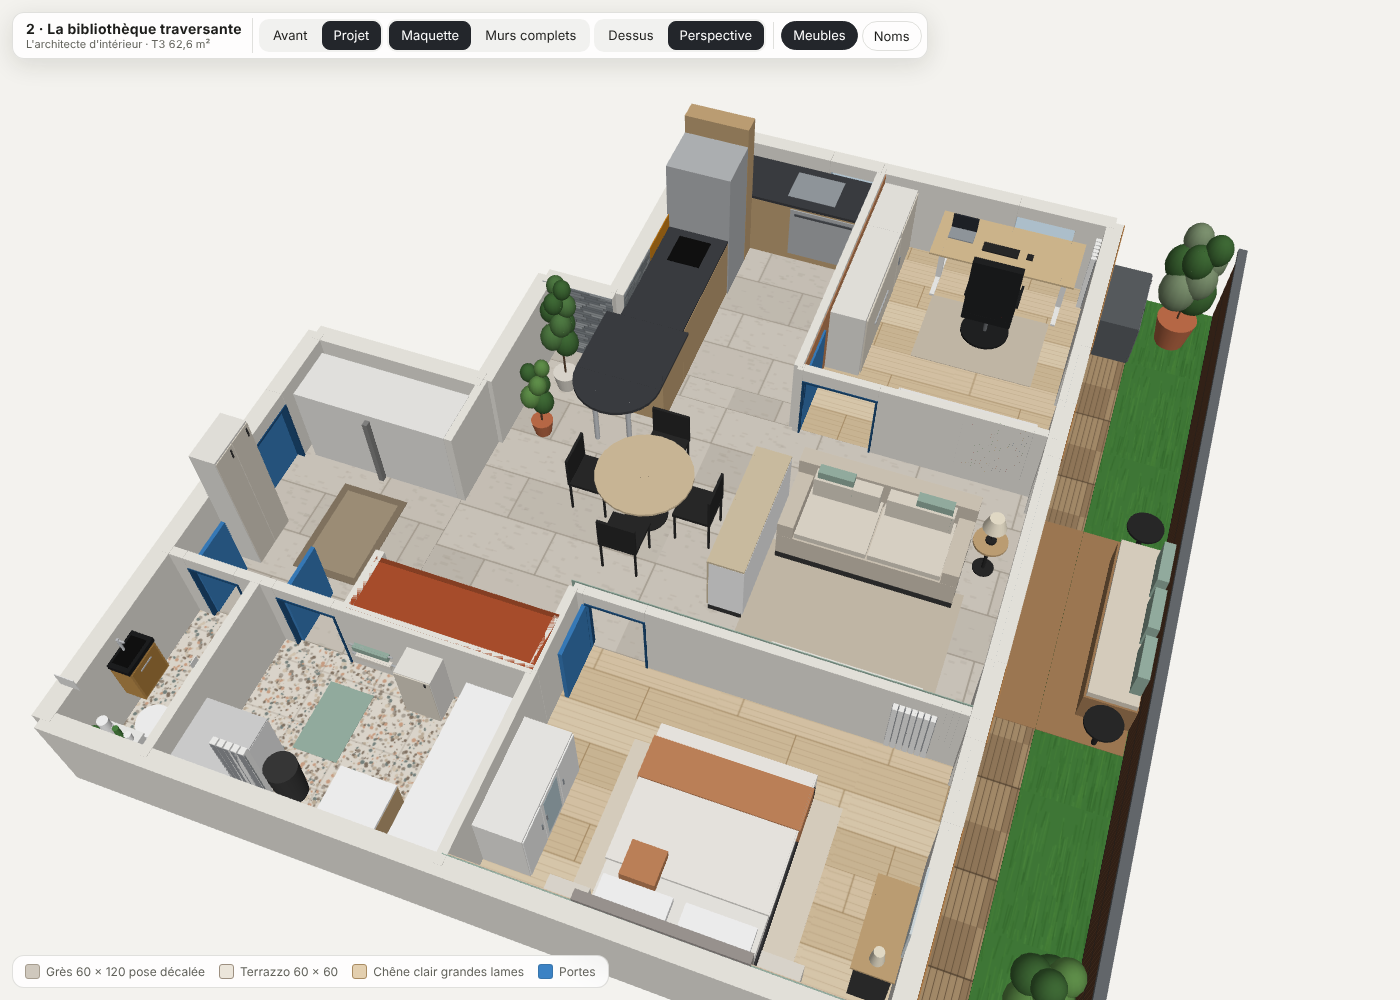 2 · La bibliothèque traversante
L'architecte d'intérieur · T3 62,6 m²
Avant Projet Maquette Murs complets Dessus Perspective Meubles Noms
Grès 60 × 120 pose décalée Terrazzo 60 × 60 Chêne clair grandes lames Portes